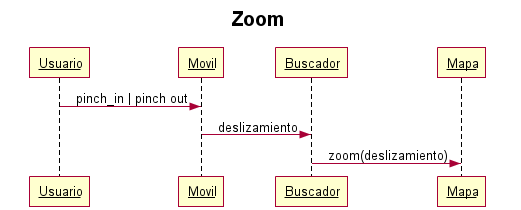 Zoom
Usuario Movil Buscador Mapa
pinch_in | pinch out
deslizamiento
zoom(deslizamiento)
Usuario Movil Buscador Mapa